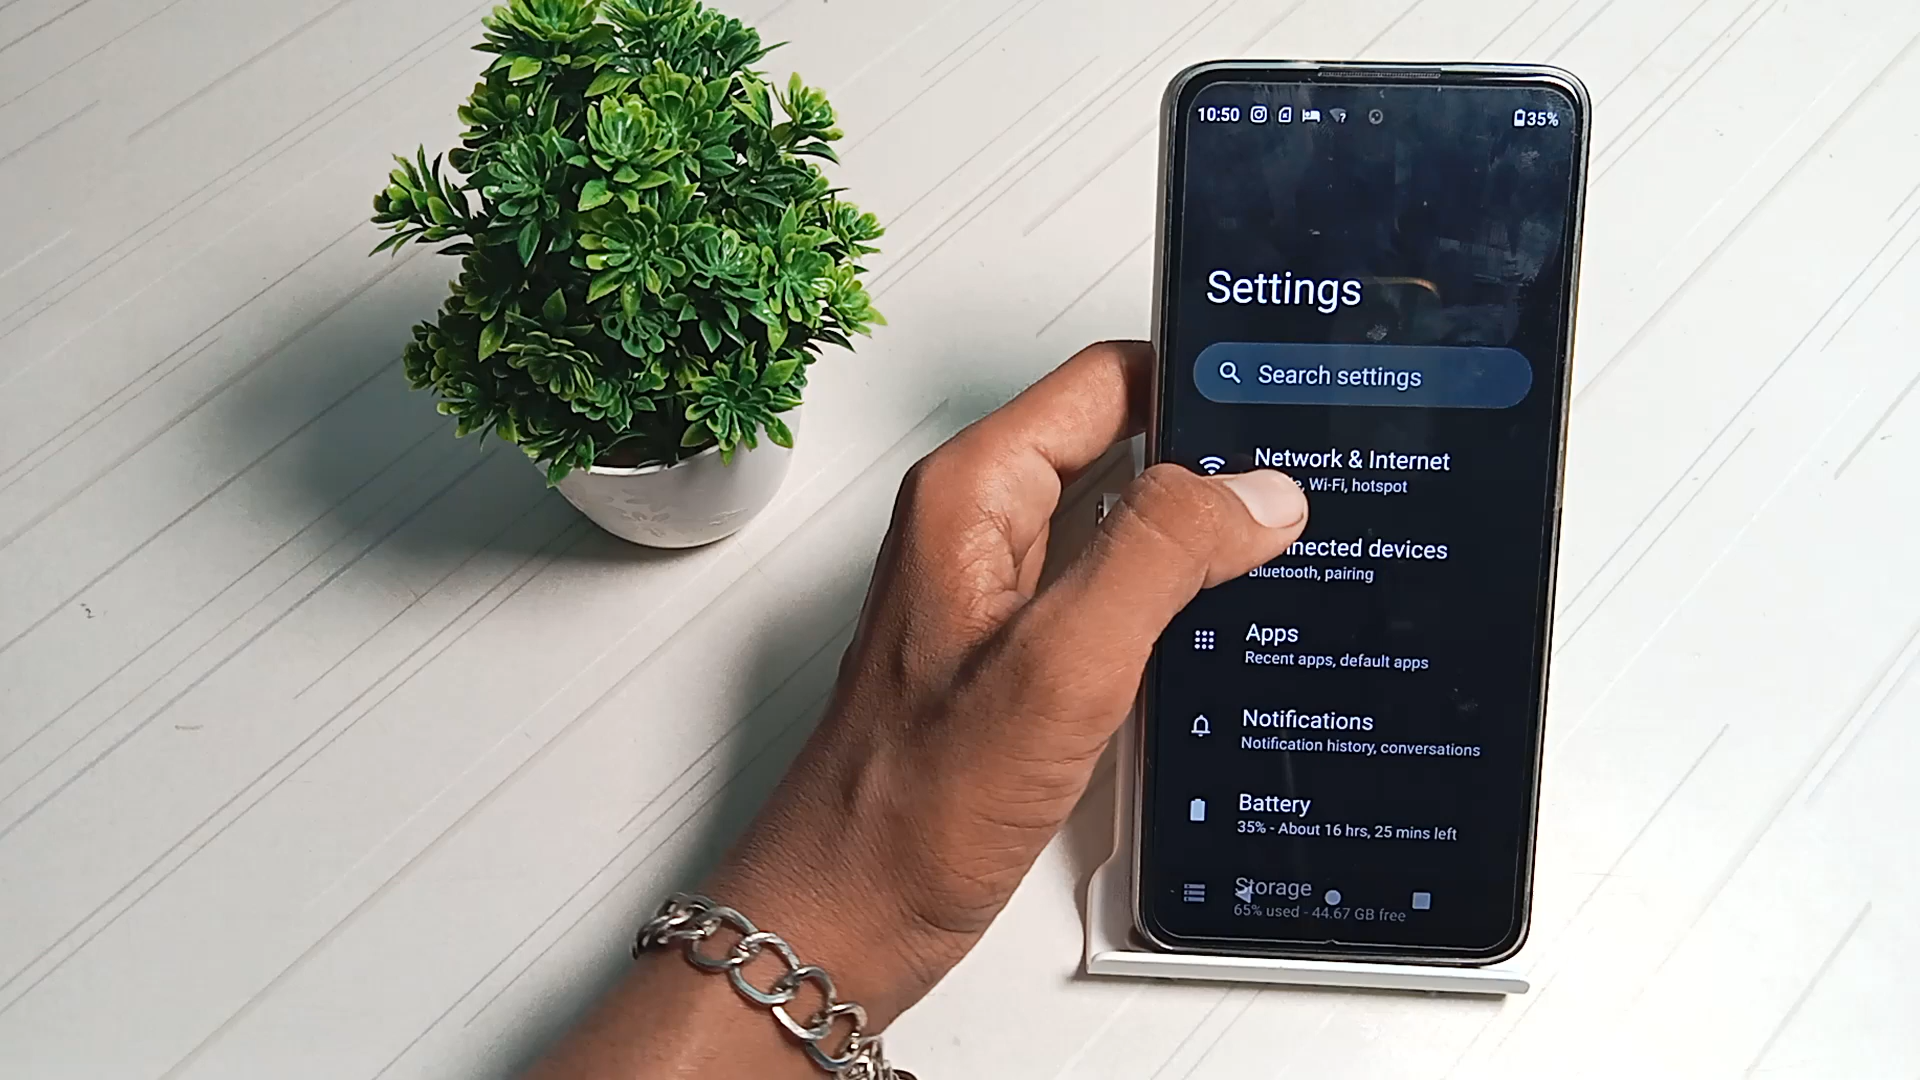 10:50
35%
Settings
Search settings
Network & Internet
Wi-Fi, hotspot
devices
Bluetooth, pairing
Apps
Recent apps, default apps
Notifications
Notification history, conversations
Battery
35% - About 16 hrs, 25 mins left
Storage
65% used - 44.67 GB free